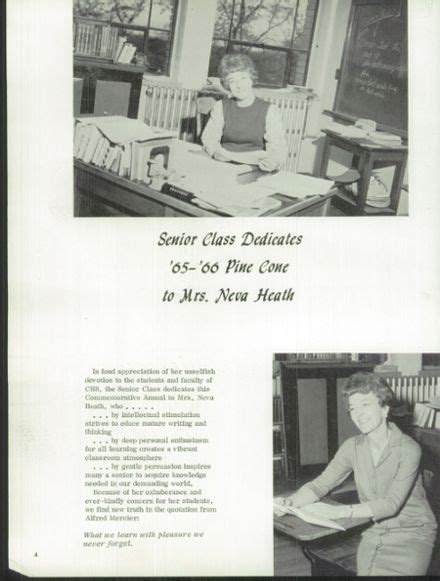 Senior Class Dedicates
'65-'66 Pine Cone
to Mrs. Neva Heath
In fond appreciation of her unselfish
devotion to the students and faculty of
CHS, the Senior Class dedicates this
Commemorative Annual to Mrs, Neva
Heath, who . . . . .
. . . by intellectual stimulation
strives to educe mature writing and
thinking
. . . by deep personal enthusiasm
for all learning creates a vibrant
classroom atmosphere
. . . by gentle persuasion inspires
many a senior to acquire knowledge
needed in our demanding world.
Because of her exuberance and
ever-kindly concern for her students,
we find new truth in the quotation from
Alfred Mercier:
What we learn with pleasure we
never forget.
4